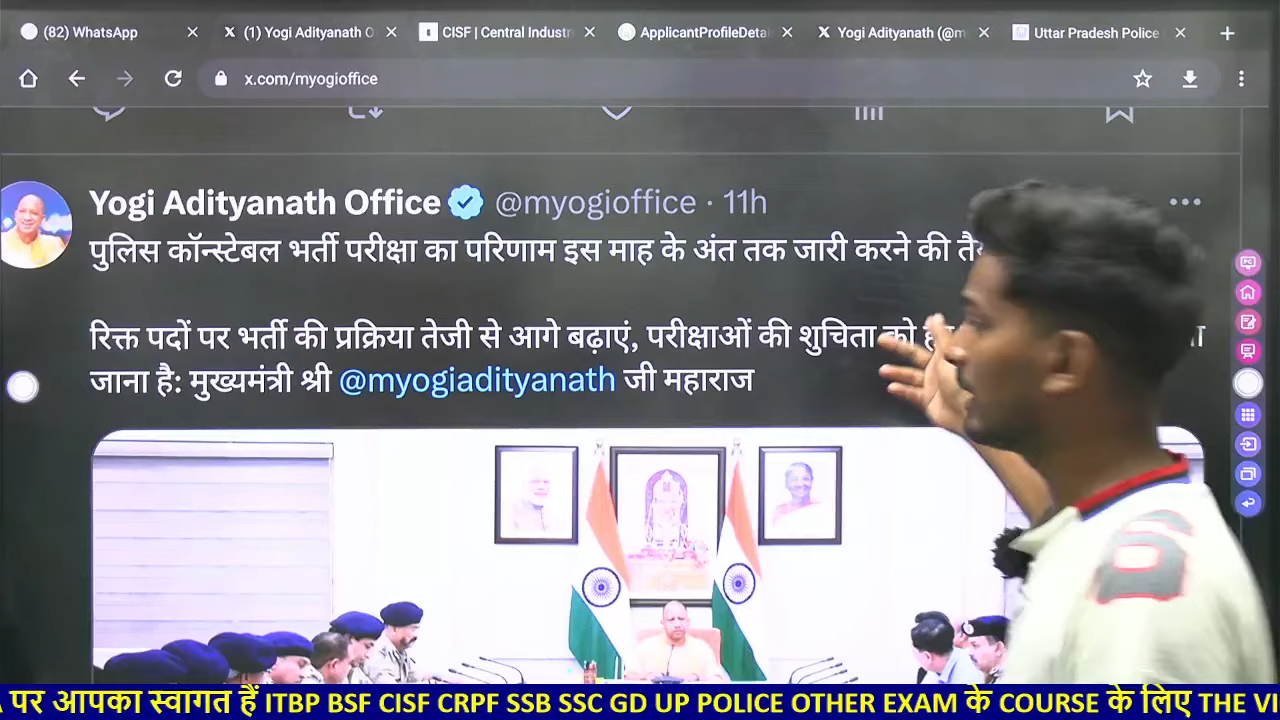 (82) WhatsApp
(1) Yogi Adityanath O
CISF | Central Industr
ApplicantProfileDetai
Yogi Adityanath (@m
Uttar Pradesh Police
x.com/myogioffice
Yogi Adityanath Office @myogioffice · 11h
पुलिस कॉन्स्टेबल भर्ती परीक्षा का परिणाम इस माह के अंत तक जारी करने की
रिक्त पदों पर भर्ती की प्रक्रिया तेजी से आगे बढ़ाएं, परीक्षाओं की शुचिता को
जाना है: मुख्यमंत्री श्री @myogiadityanath जी महाराज
पर आपका स्वागत हैं ITBP BSF CISF CRPF SSB SSC GD UP POLICE OTHER EXAM के COURSE के लिए THE